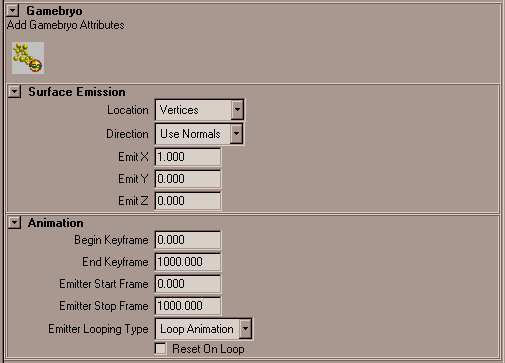 Gamebryo
Add Gamebryo Attributes
Surface Emission
Location Vertices
Direction Use Normals
Emit X 1.000
Emit Y 0.000
Emit Z 0.000
Animation
Begin Keyframe 0.000
End Keyframe 1000.000
Emitter Start Frame 0.000
Emitter Stop Frame 1000.000
Emitter Looping Type Loop Animation
Reset On Loop